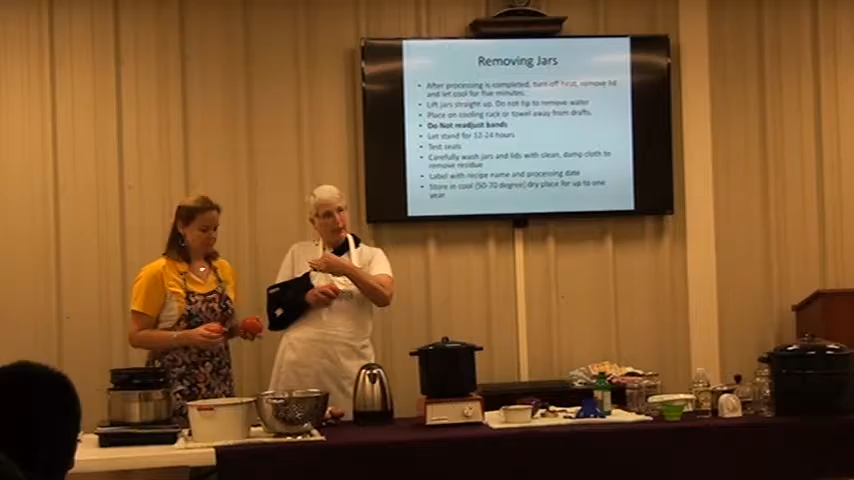 Removing Jars
• After processing is completed, turn off heat, remove lid
and let cool for five minutes.
• Lift jars straight up. Do not tip to remove water
• Place on cooling rack or towel away from drafts.
• Do Not readjust bands
• Let stand for 12-24 hours
• Test seals
• Carefully wash jars and lids with clean, damp cloth to
remove residue
• Label with recipe name and processing date
• Store in cool (50-70 degree) dry place for up to one
year